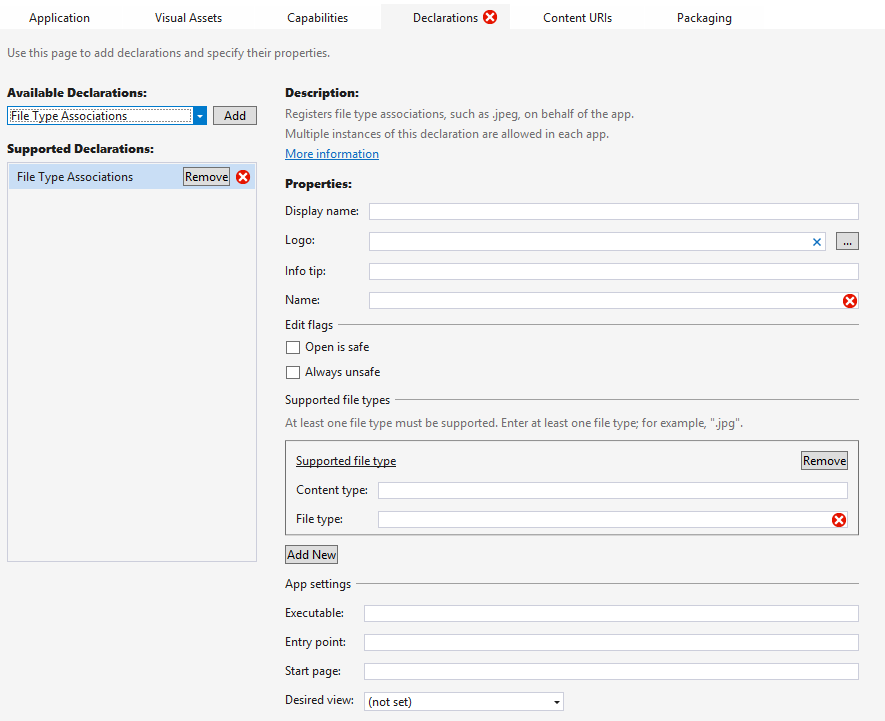 Application Visual Assets Capabilities Declarations Content URIs Packaging
Use this page to add declarations and specify their properties.
Available Declarations:
File Type Associations Add
Supported Declarations:
File Type Associations Remove
Description:
Registers file type associations, such as .jpeg, on behalf of the app.
Multiple instances of this declaration are allowed in each app.
More information
Properties:
Display name:
Logo:
...
Info tip:
Name:
Edit flags
Open is safe
Always unsafe
Supported file types
At least one file type must be supported. Enter at least one file type; for example, ".jpg".
Supported file type Remove
Content type:
File type:
Add New
App settings
Executable:
Entry point:
Start page:
Desired view: (not set)